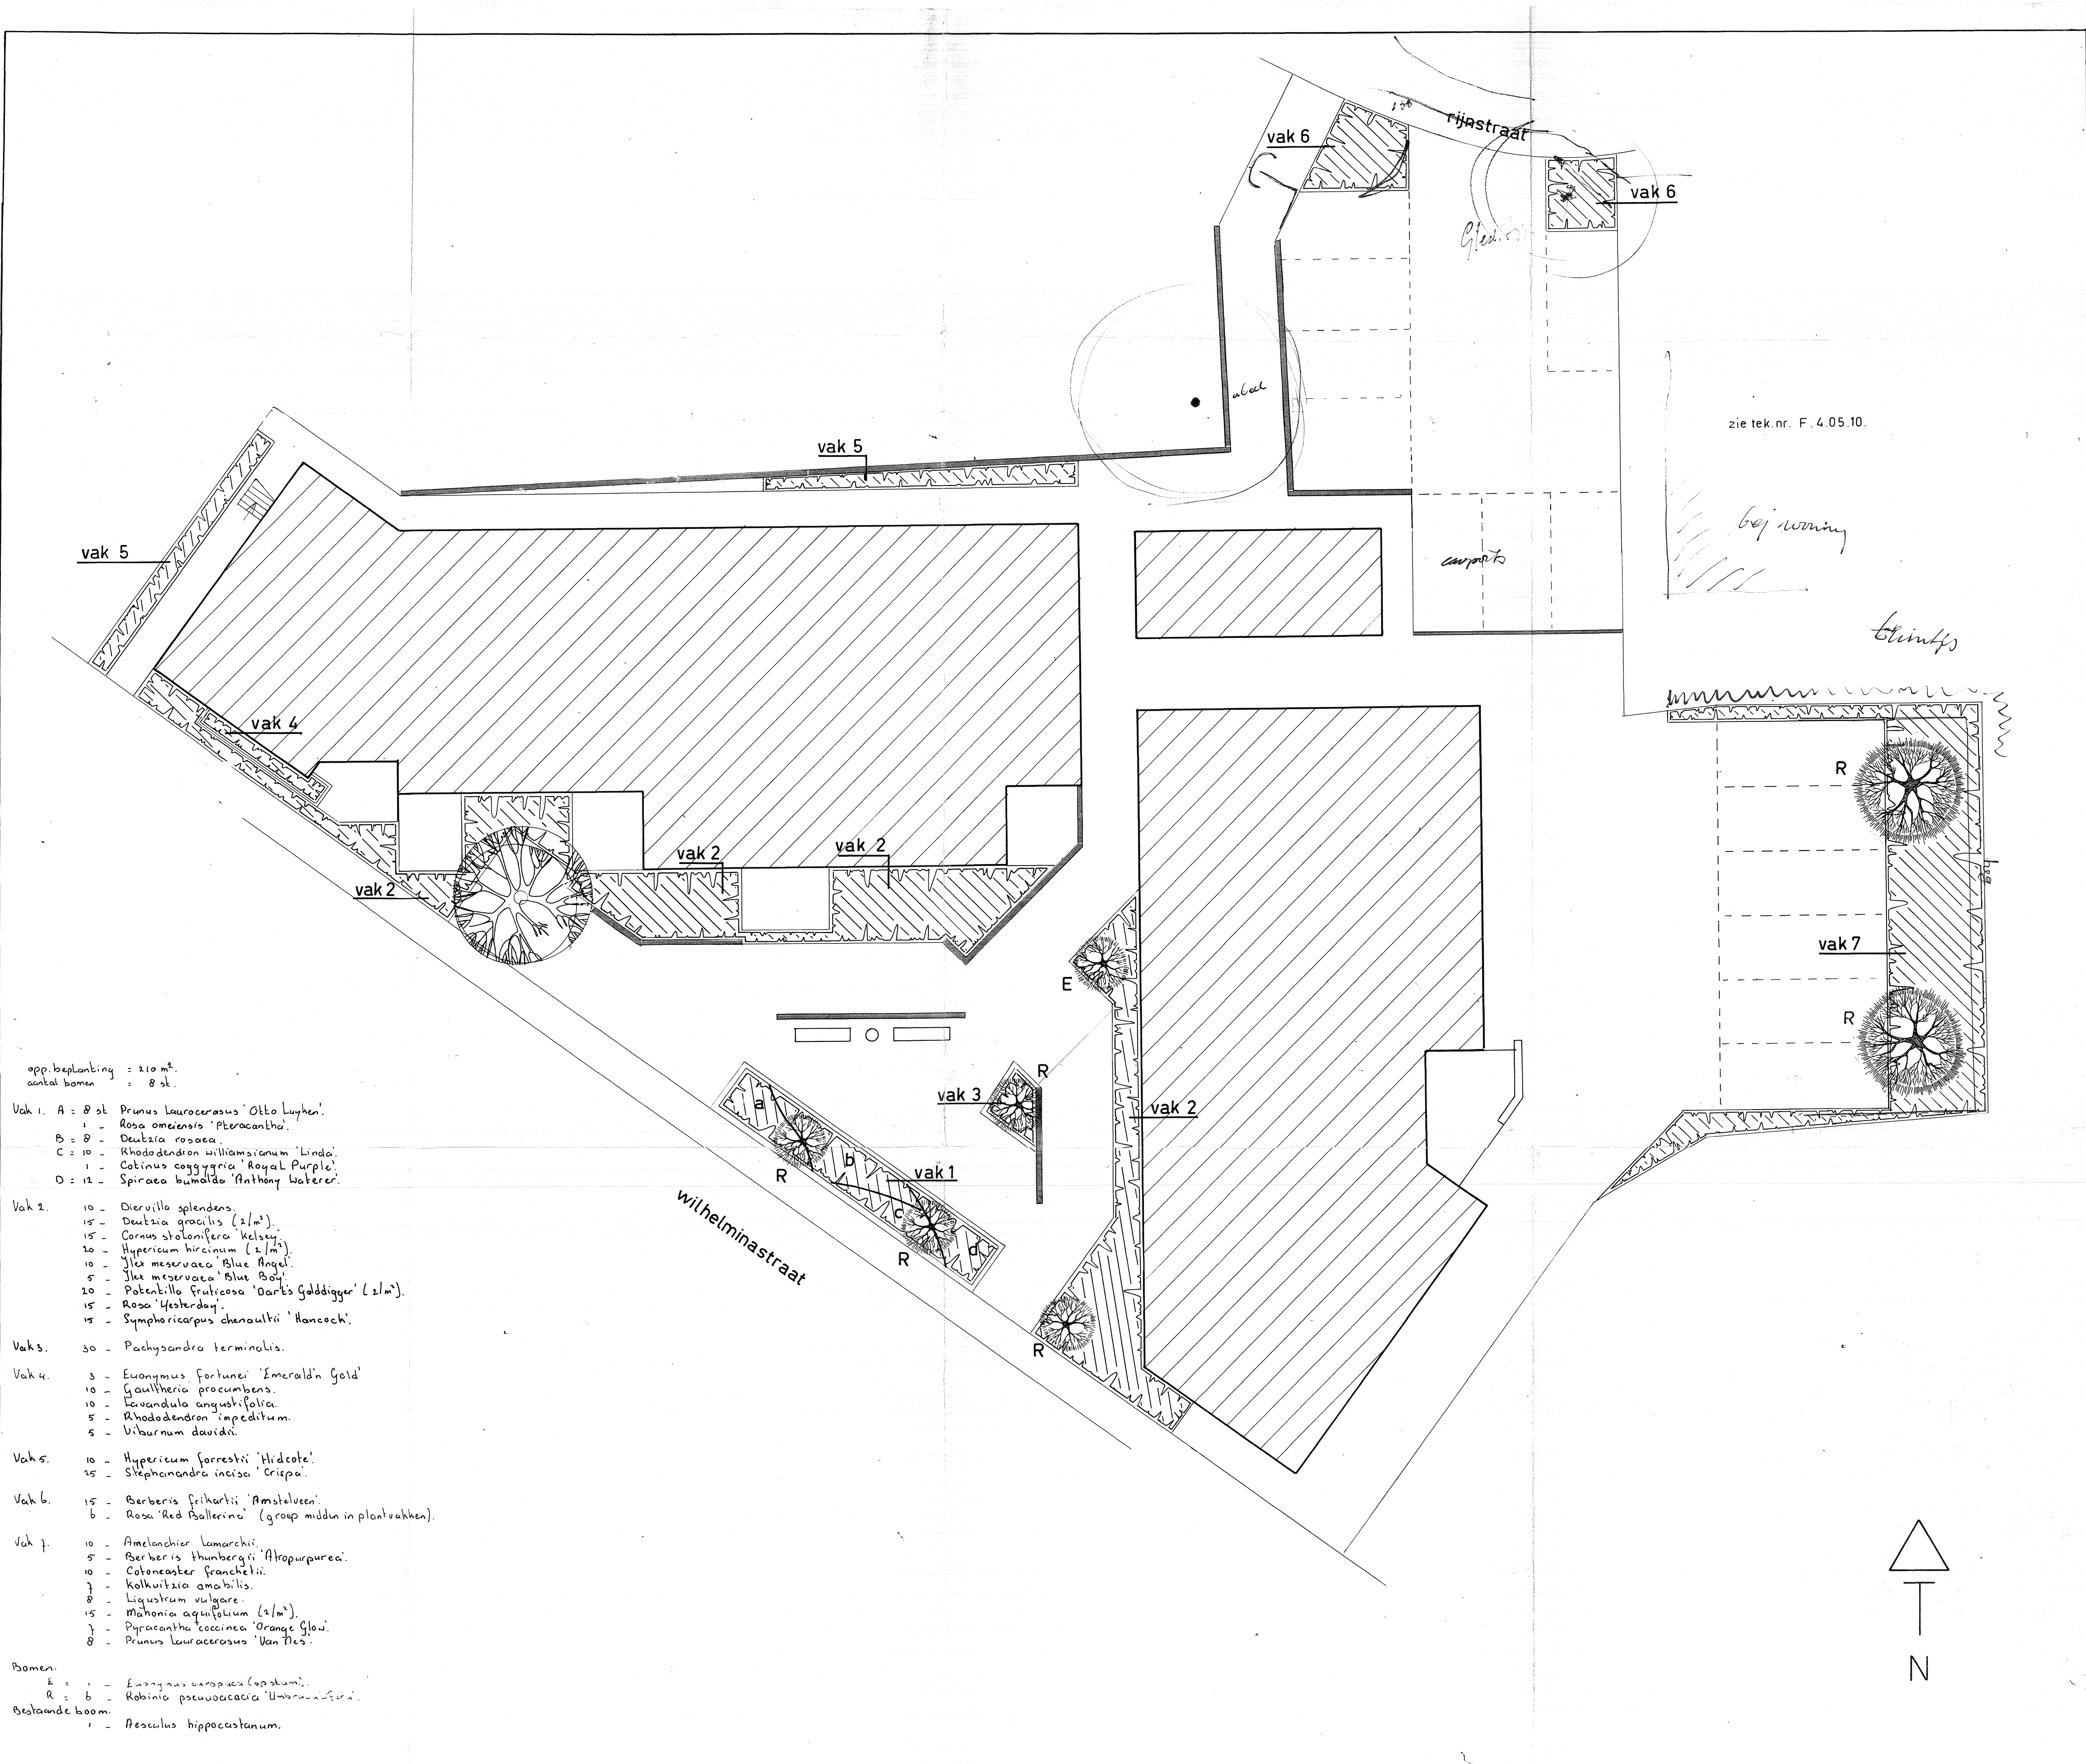 rijnstraat
vak 6
vak 6
abeel
zie tek.nr. F.4.05.10.
vak 5
vak 5
carports
bej woning
vak 4
R
vak 2
vak 2
vak 2
heg
vak 7
E
R
R
vak 3
vak 2
a
b
vak 1
R
c
d
R
R
wilhelminastraat
opp. beplanting = 210 m².
aantal bomen = 8 st.
Vak 1. A = 8 st Prunus Laurocerasus 'Otto Luyken'.
1 - Rosa omeiensis 'Pteracantha'.
B = 8 - Deutzia rosaea.
C = 10 - Rhododendron williamsianum 'Linda'.
1 - Cotinus coggygria 'Royal Purple'.
D = 12 - Spiraea bumalda 'Anthony Waterer'.
Vak 2. 10 - Diervilla splendens.
15 - Deutzia gracilis (2/m²).
15 - Cornus stolonifera 'Kelsey'.
20 - Hypericum hircinum (2/m²).
10 - Ilex meservaea 'Blue Angel'.
5 - Ilex meservaea 'Blue Boy'.
20 - Potentilla fruticosa 'Dart's Golddigger' (2/m²).
15 - Rosa 'Yesterday'.
15 - Symphoricarpus chenaultii 'Hancock'.
Vak 3. 30 - Pachysandra terminalis.
Vak 4. 3 - Euonymus fortunei 'Emerald'n Gold'
10 - Gaultheria procumbens.
10 - Lavandula angustifolia.
5 - Rhododendron impeditum.
5 - Viburnum davidii.
Vak 5. 10 - Hypericum forrestii 'Hidcote'.
25 - Stephanandra incisa 'Crispa'.
Vak 6. 15 - Berberis frikartii 'Amstelveen'.
6 - Rosa 'Red Ballerina' (groep midden in plantvakken).
Vak 7. 10 - Amelanchier Lamarckii.
5 - Berberis thunbergii 'Atropurpurea'.
10 - Cotoneaster franchetii.
7 - Kolkwitzia amabilis.
8 - Ligustrum vulgare.
15 - Mahonia aquifolium (2/m²).
7 - Pyracantha coccinea 'Orange Glow'.
8 - Prunus Lauracerasus 'Van Nes'.
Bomen.
E = 1 - Euonymus europaea (opstam).
R = 6 - Robinia pseudoacacia 'Umbraculifera'.
Bestaande boom.
1 - Aesculus hippocastanum.
N